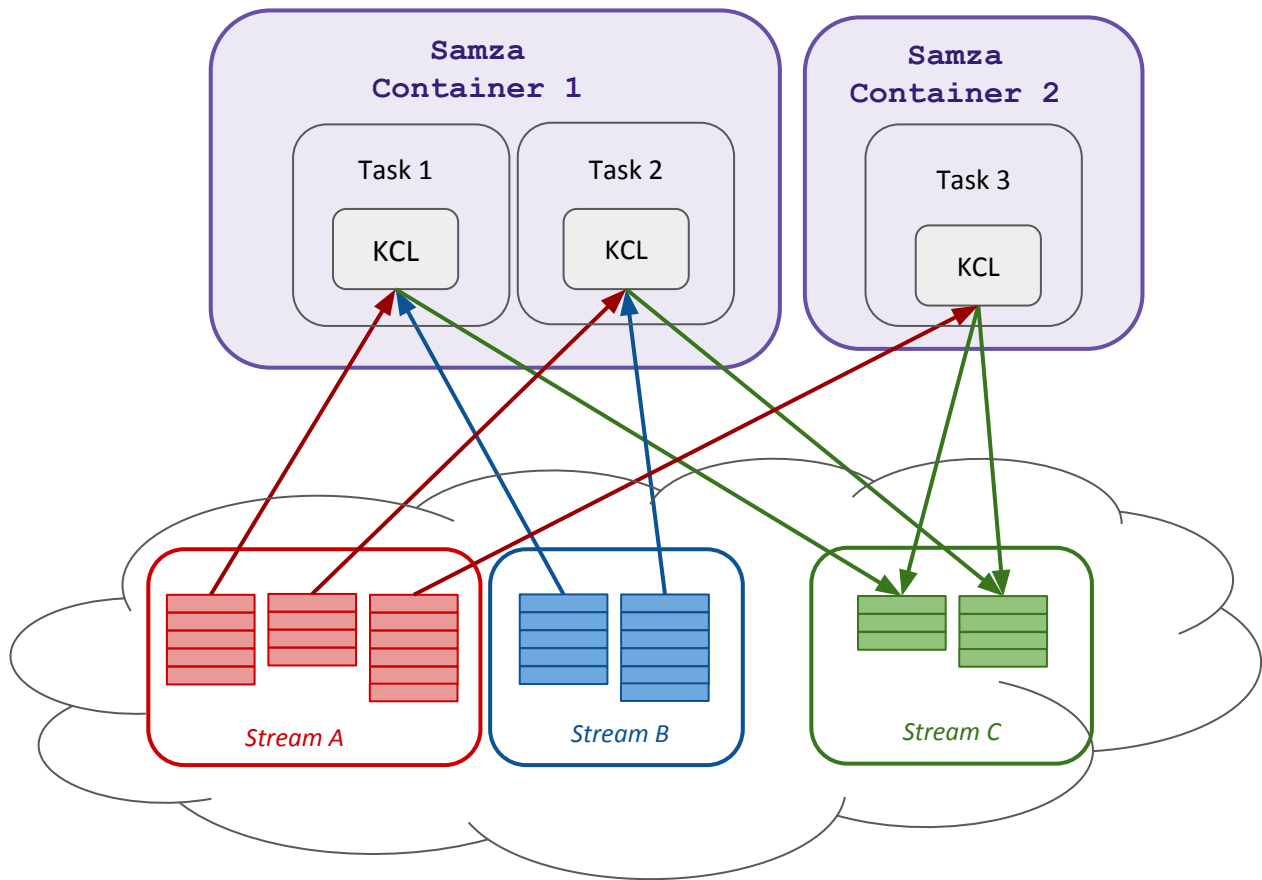 Samza
Container 1
Task 1
KCL
Task 2
KCL
Samza
Container 2
Task 3
KCL
Stream A
Stream B
Stream C